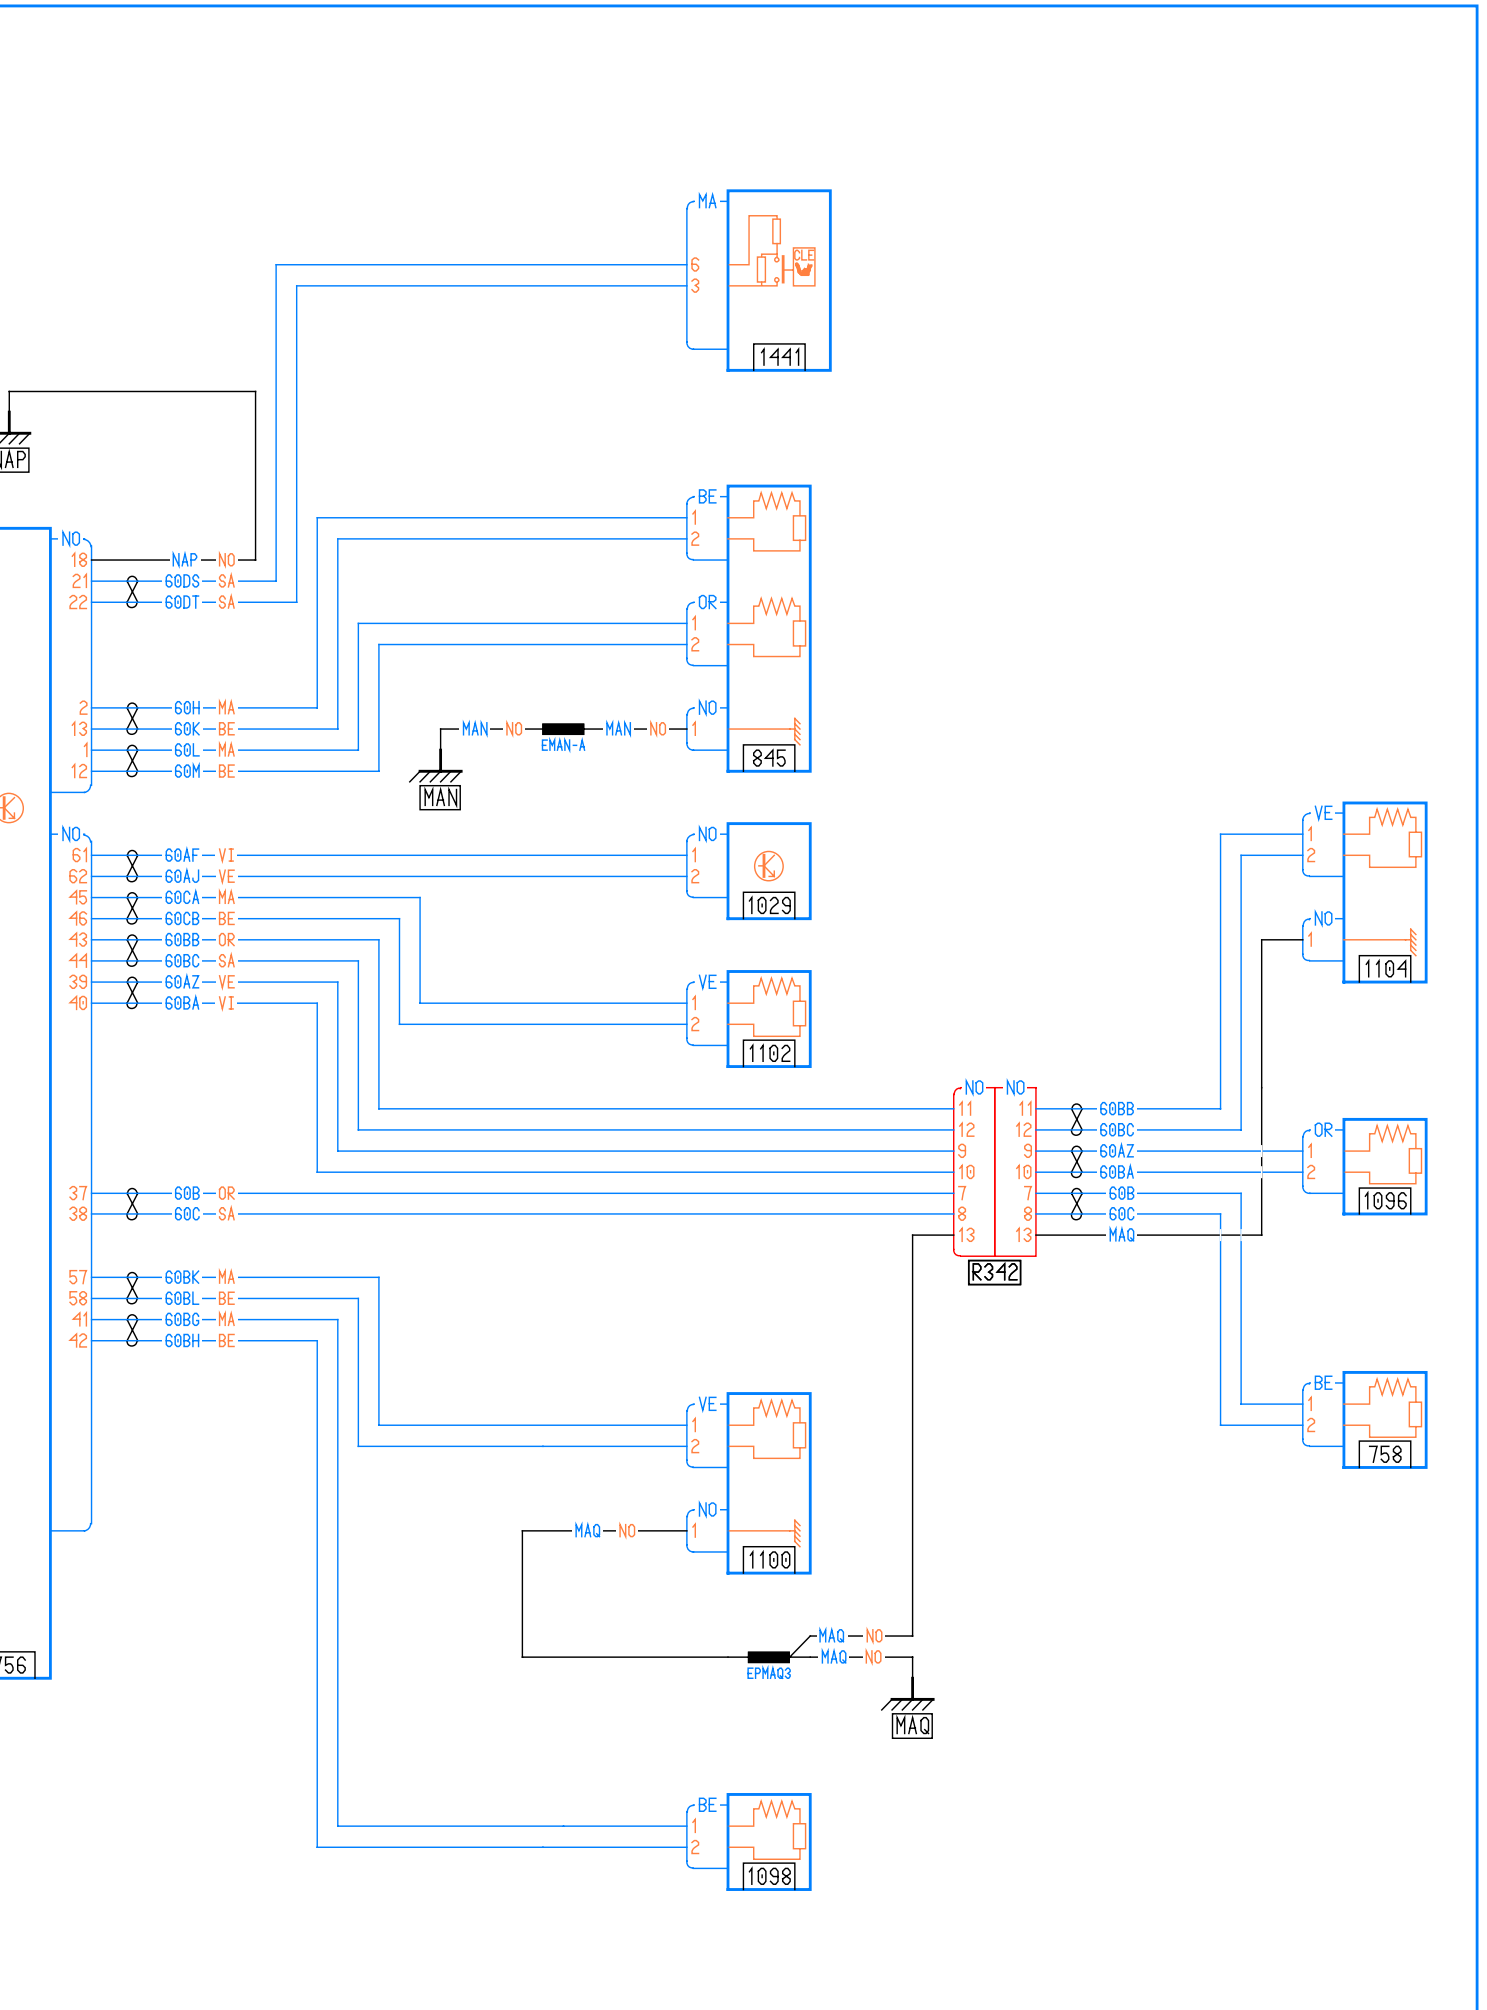 MA
6
3
CLE
1441
NO
18 NAP NO
21 60DS SA
22 60DT SA
2 60H MA
13 60K BE
1 60L MA
12 60M BE
BE
1
2
OR
1
2
NO
MAN NO MAN NO 1
EMAN-A
845
MAN
NO
61 60AF VI
62 60AJ VE
45 60CA MA
46 60CB BE
43 60BB OR
44 60BC SA
39 60AZ VE
40 60BA VI
37 60B OR
38 60C SA
57 60BK MA
58 60BL BE
41 60BG MA
42 60BH BE
NO
1
2
1029
VE
1
2
1102
NO NO
11 11 60BB
12 12 60BC
9 9 60AZ
10 10 60BA
7 7 60B
8 8 60C
13 13 MAQ
R342
VE
1
2
NO
1
1104
OR
1
2
1096
BE
1
2
758
VE
1
2
NO
MAQ NO 1
1100
MAQ NO
MAQ NO
EPMAQ3
MAQ
BE
1
2
1098